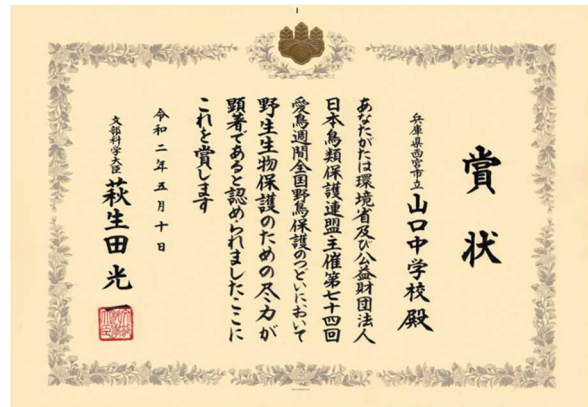 賞状
兵庫県西宮市立山口中学校殿
あなたがたは環境省及び公益財団法人
日本鳥類保護連盟主催第七十四回
愛鳥週間全国野鳥保護のつどいにおいて
野生生物保護のための尽力が
顕著であると認められましたここに
これを賞します
令和二年五月十日
文部科学大臣萩生田光